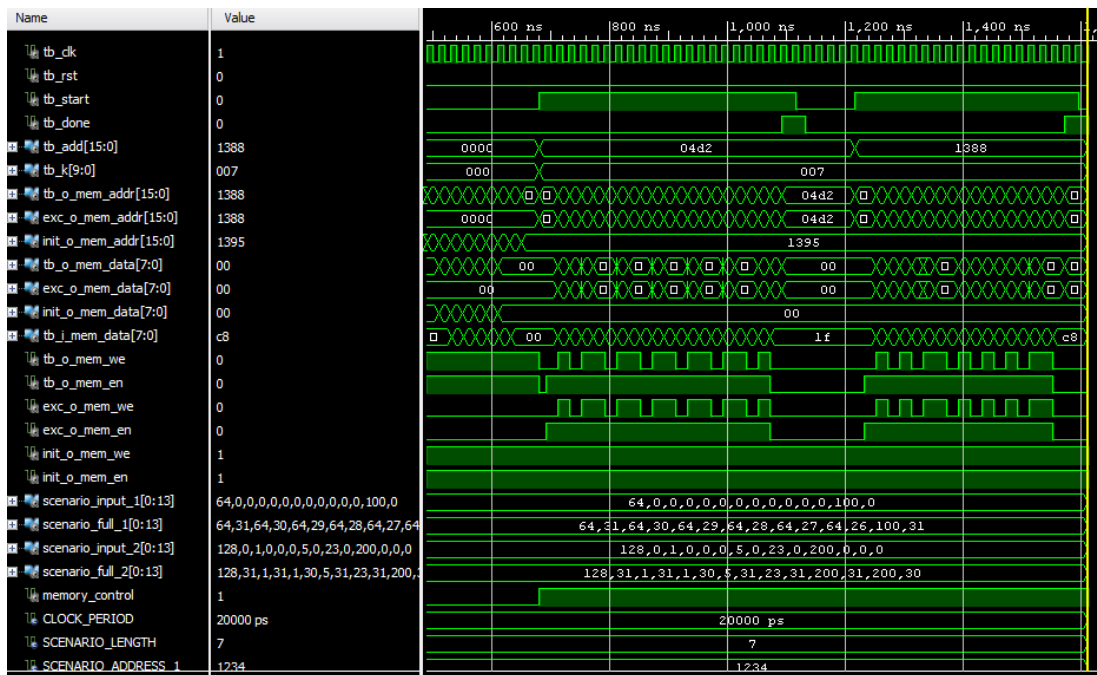 Name Value
600 ns 800 ns 1,000 ns 1,200 ns 1,400 ns 1,
tb_clk 1
tb_rst 0
tb_start 0
tb_done 0
tb_add[15:0] 1388 0000 04d2 1388
tb_k[9:0] 007 000 007
tb_o_mem_addr[15:0] 1388 04d2
exc_o_mem_addr[15:0] 1388 0000 04d2
init_o_mem_addr[15:0] 1395 1395
tb_o_mem_data[7:0] 00 00 00
exc_o_mem_data[7:0] 00 00 00
init_o_mem_data[7:0] 00 00
tb_i_mem_data[7:0] c8 00 1f c8
tb_o_mem_we 0
tb_o_mem_en 0
exc_o_mem_we 0
exc_o_mem_en 0
init_o_mem_we 1
init_o_mem_en 1
scenario_input_1[0:13] 64,0,0,0,0,0,0,0,0,0,0,0,100,0 64,0,0,0,0,0,0,0,0,0,0,0,100,0
scenario_full_1[0:13] 64,31,64,30,64,29,64,28,64,27,64 64,31,64,30,64,29,64,28,64,27,64,26,100,31
scenario_input_2[0:13] 128,0,1,0,0,0,5,0,23,0,200,0,0,0 128,0,1,0,0,0,5,0,23,0,200,0,0,0
scenario_full_2[0:13] 128,31,1,31,1,30,5,31,23,31,200, 128,31,1,31,1,30,5,31,23,31,200,31,200,30
memory_control 1
CLOCK_PERIOD 20000 ps 20000 ps
SCENARIO_LENGTH 7 7
SCENARIO_ADDRESS_1 1234 1234